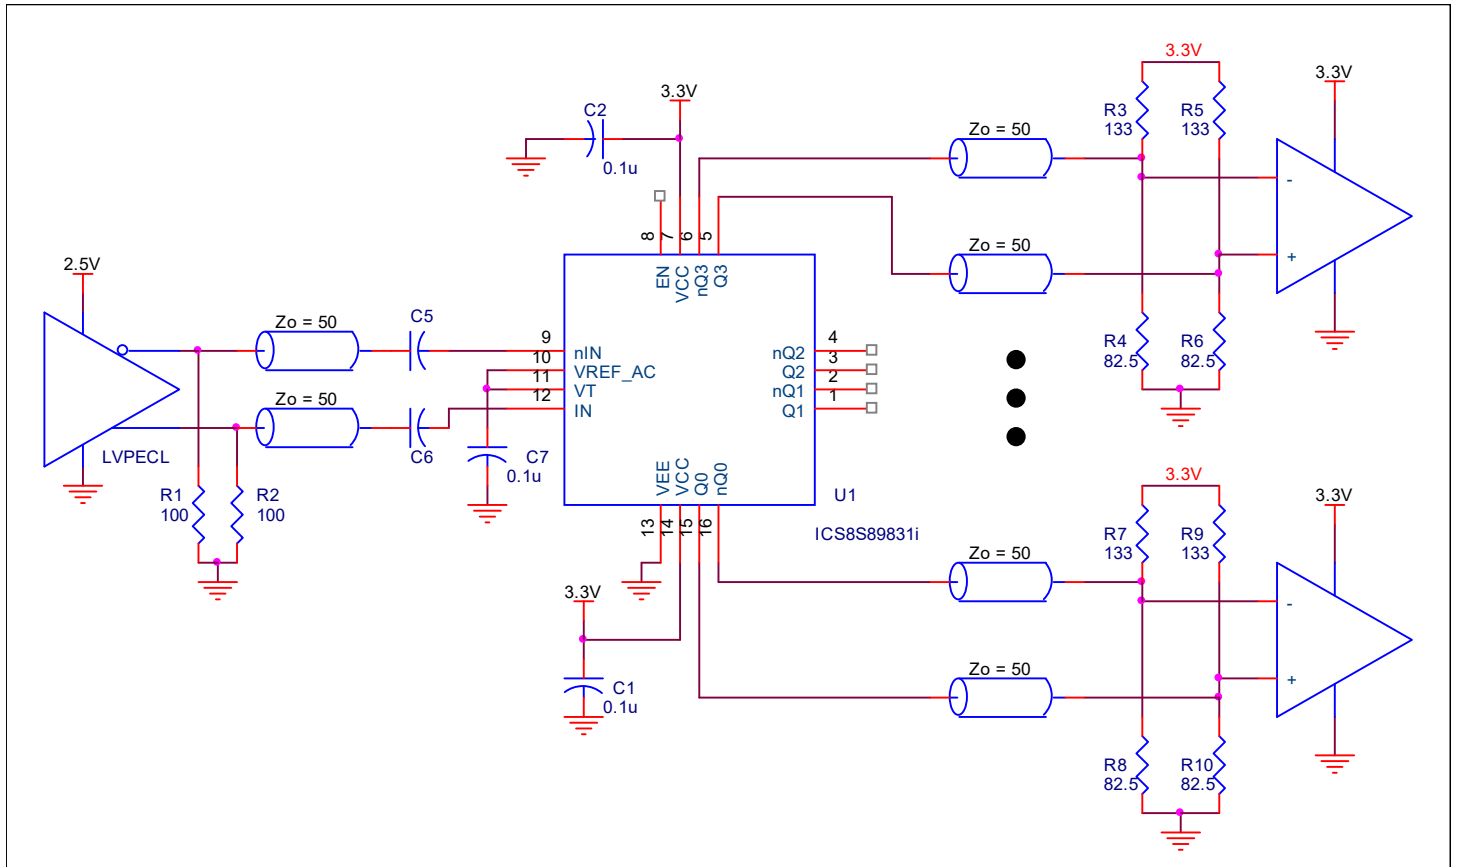 3.3V
3.3V
3.3V
C2
0.1u
Zo = 50
R3
133
R5
133
-
+
8
7
6
5
EN
VCC
nQ3
Q3
Zo = 50
2.5V
LVPECL
Zo = 50
C5
Zo = 50
C6
R1
100
R2
100
C7
0.1u
9
10
11
12
nIN
VREF_AC
VT
IN
nQ2
Q2
nQ1
Q1
4
3
2
1
R4
82.5
R6
82.5
VEE
VCC
Q0
nQ0
13
14
15
16
U1
ICS8S89831i
3.3V
C1
0.1u
3.3V
3.3V
R7
133
R9
133
Zo = 50
-
+
Zo = 50
R8
82.5
R10
82.5